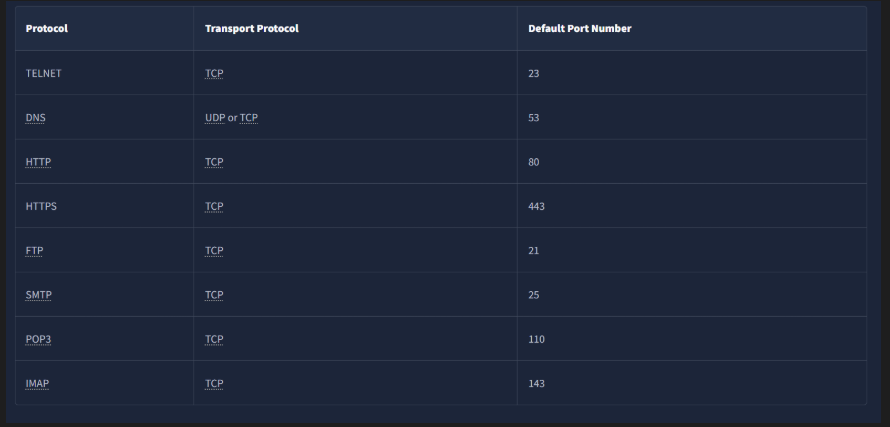 Protocol Transport Protocol Default Port Number
TELNET TCP 23
DNS UDP or TCP 53
HTTP TCP 80
HTTPS TCP 443
FTP TCP 21
SMTP TCP 25
POP3 TCP 110
IMAP TCP 143